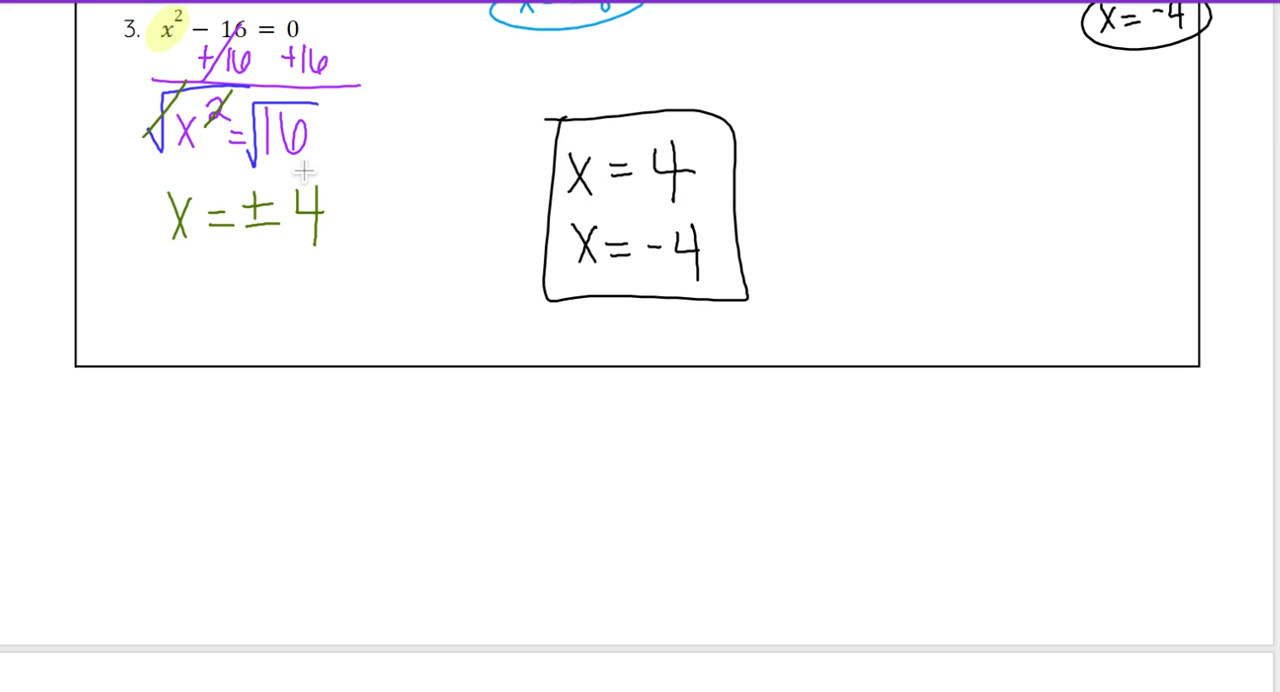 x = -4
3. x² − 16 = 0
+16 +16
√x² = √16
x = ± 4
x = 4
x = -4